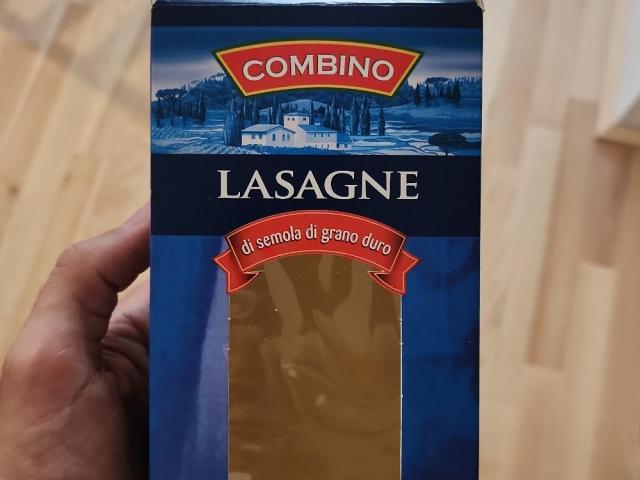 COMBINO
LASAGNE
di semola di grano duro